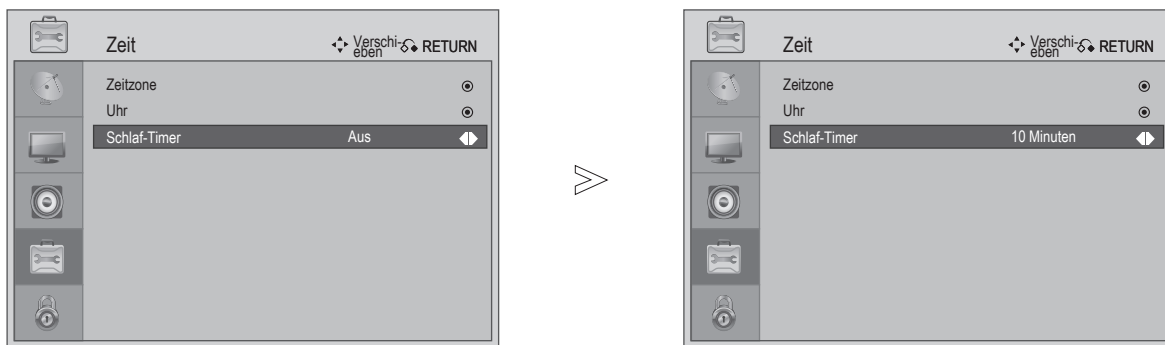 Zeit Verschi-
eben RETURN
Zeitzone
Uhr
Schlaf-Timer Aus
Zeit Verschi-
eben RETURN
Zeitzone
Uhr
Schlaf-Timer 10 Minuten